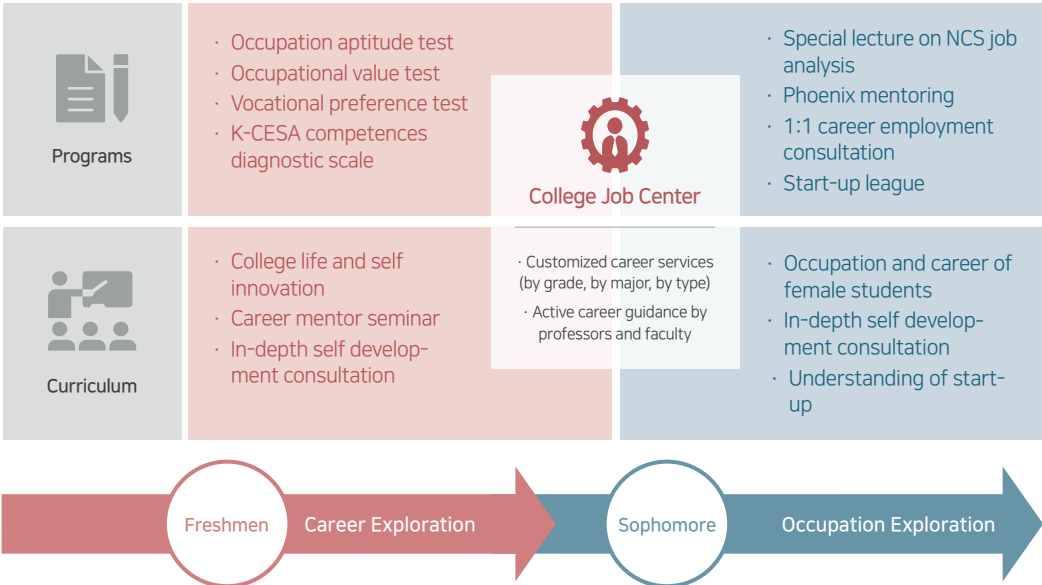 Programs
· Occupation aptitude test
· Occupational value test
· Vocational preference test
· K-CESA competences
diagnostic scale
College Job Center
· Customized career services
(by grade, by major, by type)
· Active career guidance by
professors and faculty
· Special lecture on NCS job
analysis
· Phoenix mentoring
· 1:1 career employment
consultation
· Start-up league
Curriculum
· College life and self
innovation
· Career mentor seminar
· In-depth self develop-
ment consultation
· Occupation and career of
female students
· In-depth self develop-
ment consultation
· Understanding of start-
up
Freshmen
Career Exploration
Sophomore
Occupation Exploration